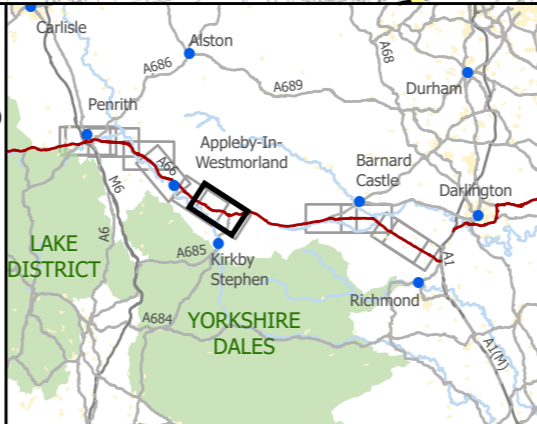 Carlisle
Alston
A68
A686
A689
Durham
Penrith
Appleby-In-
Westmorland
A66
Barnard
Castle
Darlington
M6
A6
LAKE
DISTRICT
A685
Kirkby
Stephen
A1
Richmond
A684
YORKSHIRE
DALES
A1(M)